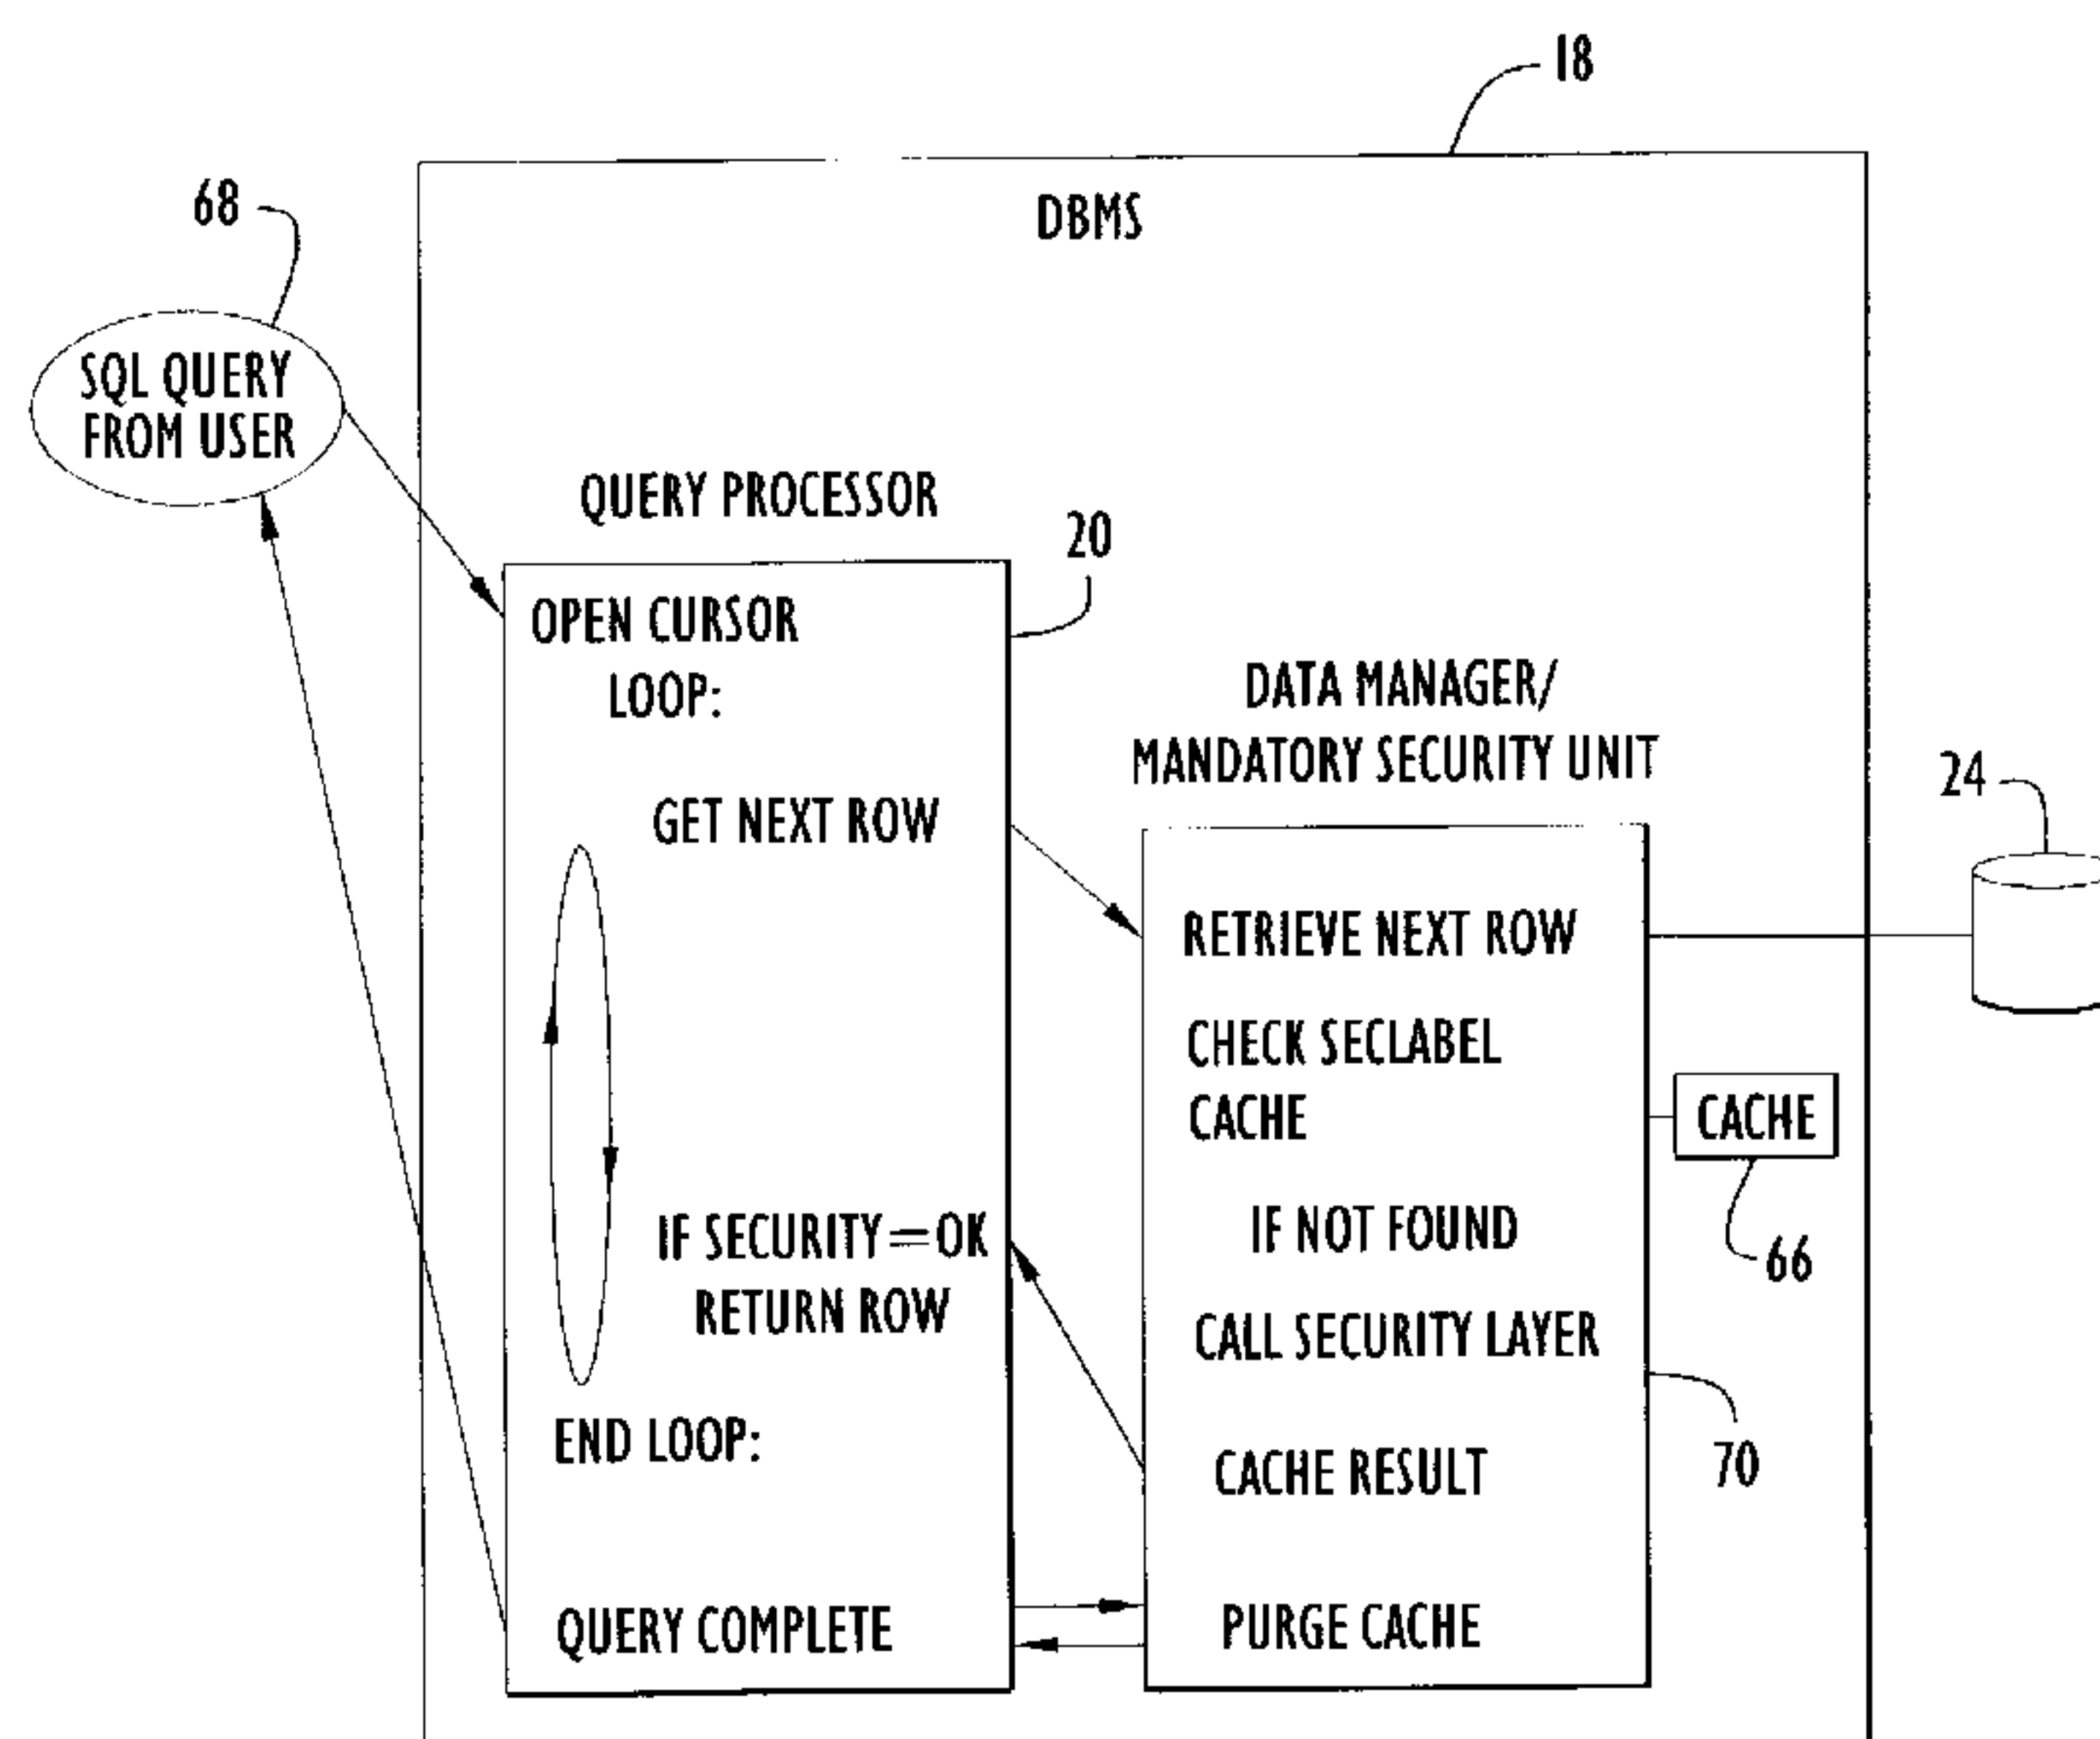 18
DBMS
68
SQL QUERY
FROM USER
QUERY PROCESSOR
20
OPEN CURSOR
LOOP:
GET NEXT ROW
IF SECURITY=OK
RETURN ROW
END LOOP:
QUERY COMPLETE
DATA MANAGER/
MANDATORY SECURITY UNIT
24
RETRIEVE NEXT ROW
CHECK SECLABEL
CACHE
CACHE
66
IF NOT FOUND
CALL SECURITY LAYER
70
CACHE RESULT
PURGE CACHE